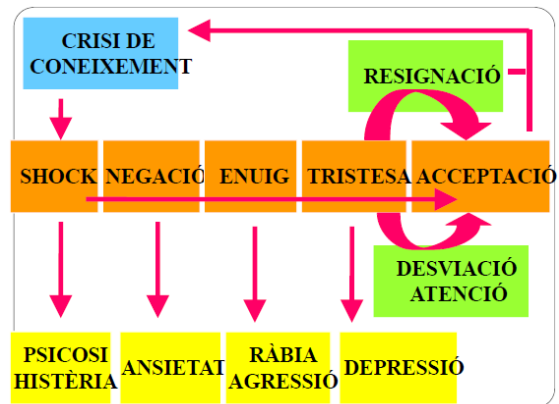 CRISI DE
CONEIXEMENT
RESIGNACIÓ
SHOCK NEGACIÓ ENUIG TRISTESA ACCEPTACIÓ
DESVIACIÓ
ATENCIÓ
PSICOSI
HISTÈRIA
ANSIETAT
RÀBIA
AGRESSIÓ
DEPRESSIÓ